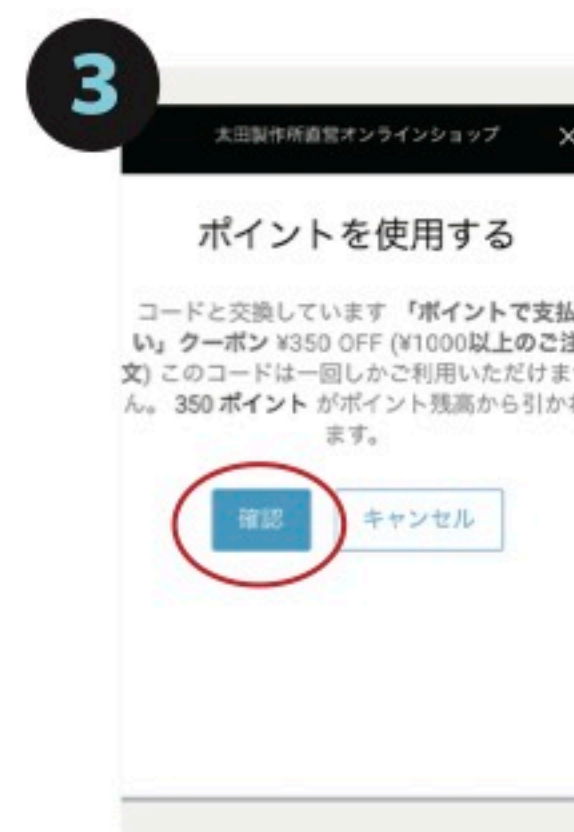 3
太田製作所直営オンラインショップ ×
ポイントを使用する
コードと交換しています 「ポイントで支払
い」クーポン ¥350 OFF (¥1000以上のご注
文) このコードは一回しかご利用いただけませ
ん。 350 ポイント がポイント残高から引かれ
ます。
確認 キャンセル